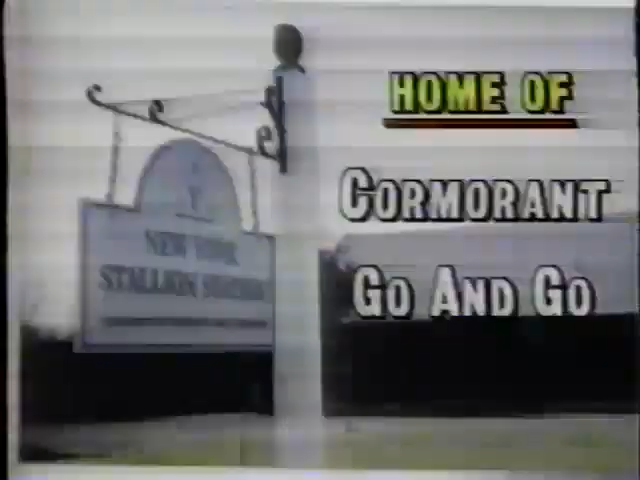 HOME OF
CORMORANT
GO AND GO
NEW YORK
STALLION STATION